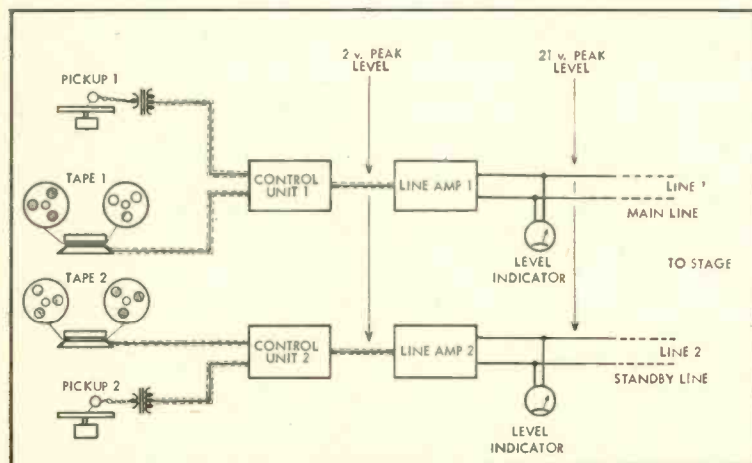 2 v. PEAK
LEVEL
21 v. PEAK
LEVEL
PICKUP 1
TAPE 1
CONTROL
UNIT 1
LINE AMP 1
LINE 1
MAIN LINE
LEVEL
INDICATOR
TO STAGE
TAPE 2
CONTROL
UNIT 2
LINE AMP 2
LINE 2
STANDBY LINE
PICKUP 2
LEVEL
INDICATOR